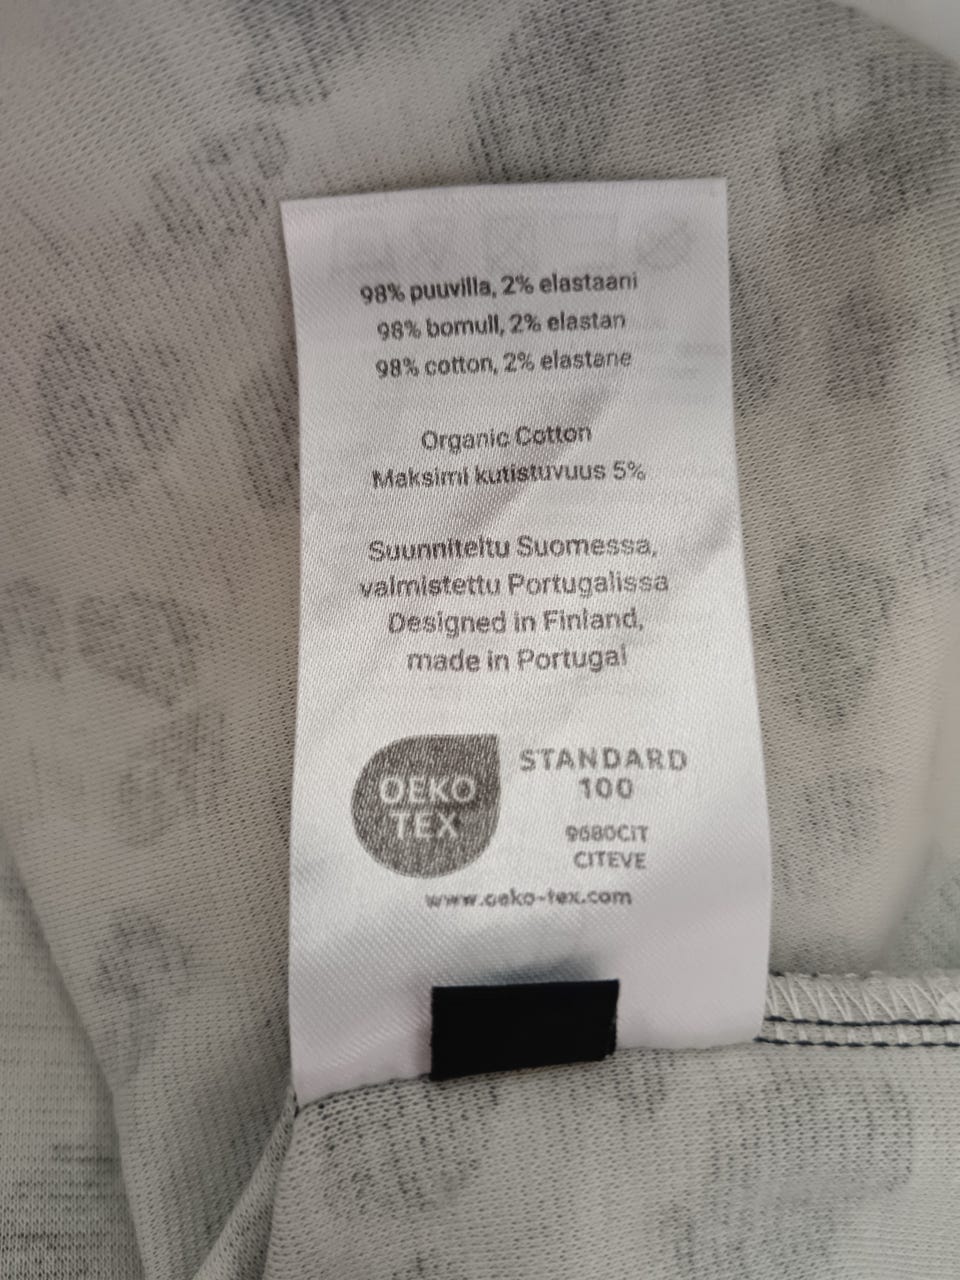 98% puuvilla, 2% elastaani
98% bomull, 2% elastan
98% cotton, 2% elastane
Organic Cotton
Maksimi kutistuvuus 5%
Suunniteltu Suomessa,
valmistettu Portugalissa
Designed in Finland,
made in Portugal
OEKO
TEX
STANDARD
100
9680CIT
CITEVE
www.oeko-tex.com